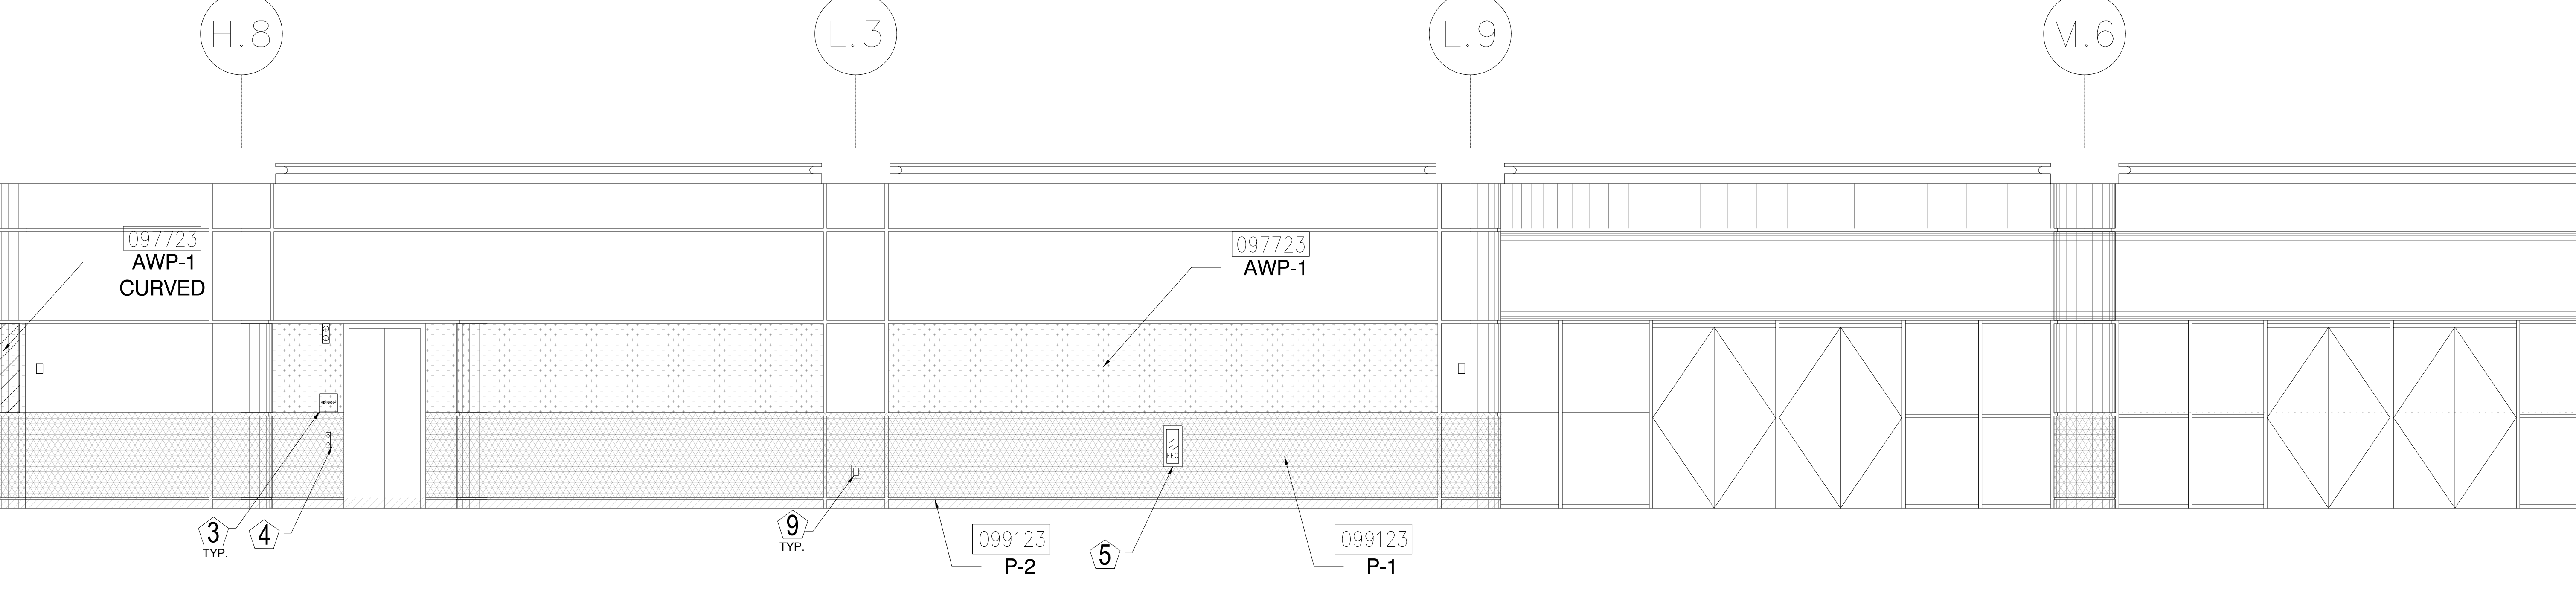 H.8
L.3
L.9
M.6
097723
AWP-1
CURVED
097723
AWP-1
SIGNAGE
FEC
3
TYP.
4
9
TYP.
099123
P-2
5
099123
P-1